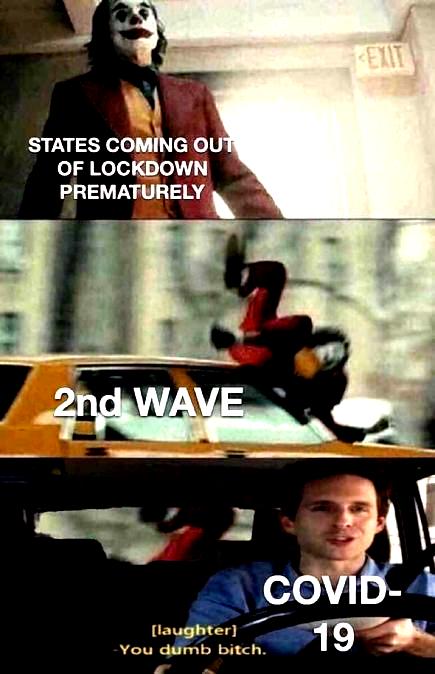 <EXIT
STATES COMING OUT
OF LOCKDOWN
PREMATURELY
2nd WAVE
COVID-
19
[laughter]
-You dumb bitch.